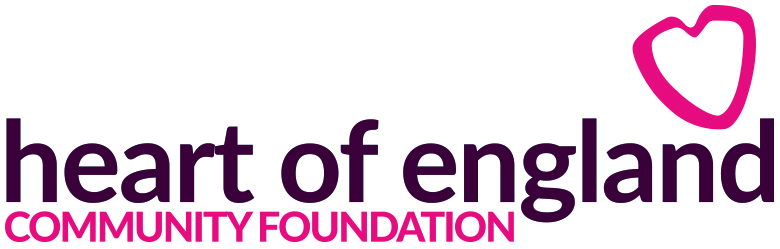 heart of england
COMMUNITY FOUNDATION